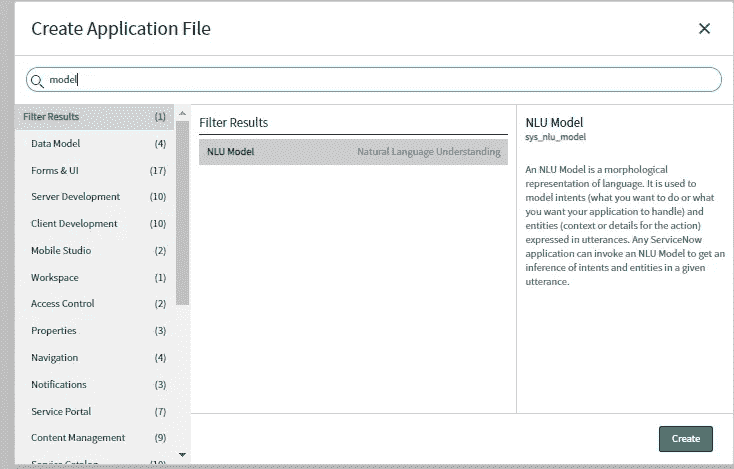 Create Application File
model
Filter Results (1)
Data Model (4)
Forms & UI (17)
Server Development (10)
Client Development (10)
Mobile Studio (2)
Workspace (1)
Access Control (2)
Properties (3)
Navigation (4)
Notifications (3)
Service Portal (7)
Content Management (9)
Filter Results
NLU Model Natural Language Understanding
NLU Model
sys_nlu_model
An NLU Model is a morphological
representation of language. It is used to
model intents (what you want to do or what
you want your application to handle) and
entities (context or details for the action)
expressed in utterances. Any ServiceNow
application can invoke an NLU Model to get an
inference of intents and entities in a given
utterance.
Create